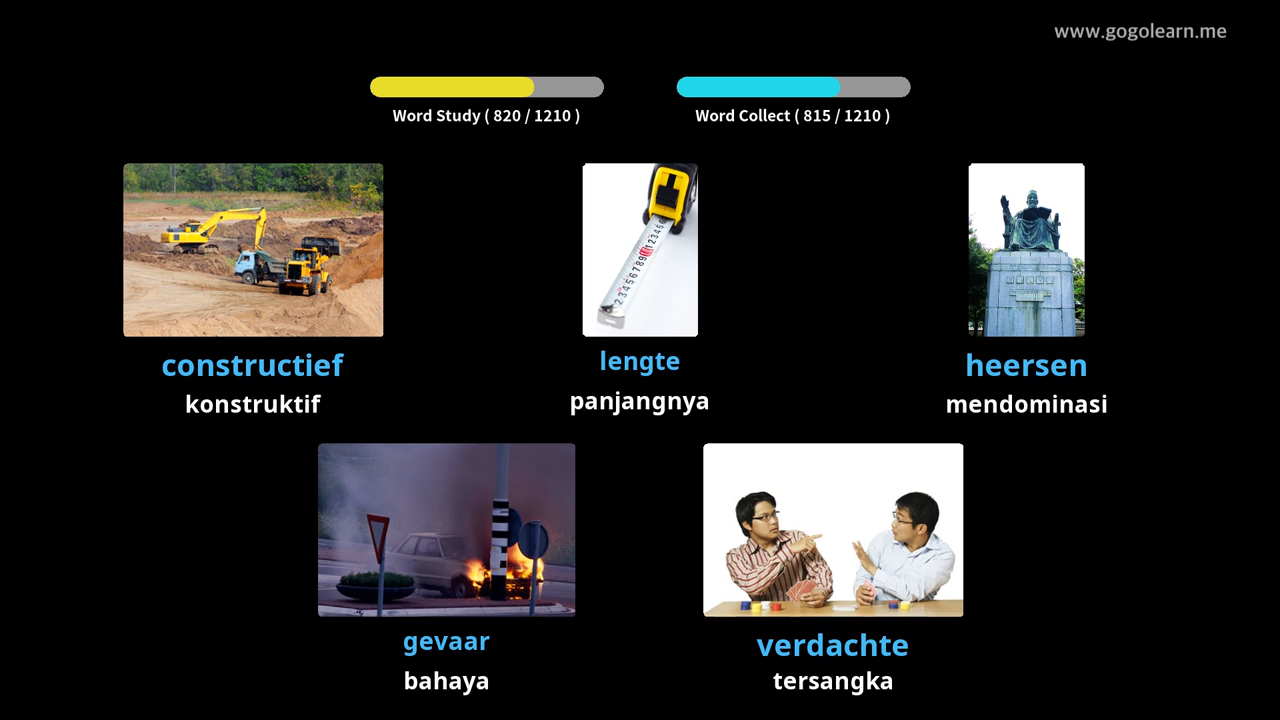 www.gogolearn.me
Word Study ( 820 / 1210 )
Word Collect ( 815 / 1210 )
constructief
konstruktif
lengte
panjangnya
heersen
mendominasi
gevaar
bahaya
verdachte
tersangka